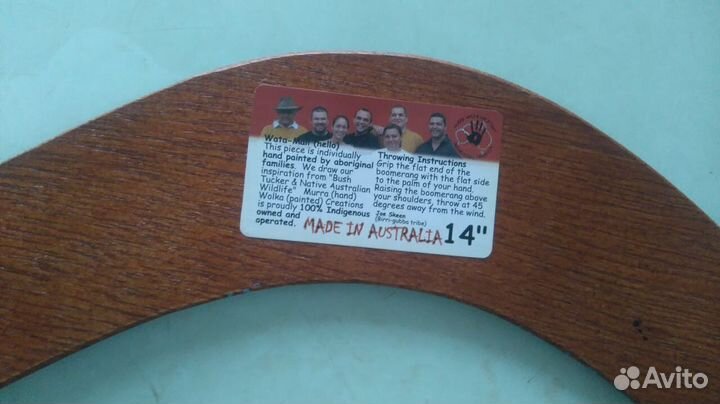 Wata-Mali (hello)
This piece is individually
hand painted by aboriginal
families. We draw our
inspiration from "Bush
Tucker & Native Australian
Wildlife" Murra (hand)
Wolka (painted) Creations
is proudly 100% Indigenous
owned and
operated.
Throwing Instructions
Grip the flat end of the
boomerang with the flat side
to the palm of your hand.
Raising the boomerang above
your shoulders, throw at 45
degrees away from the wind.
Joe Skeen
(Birri-gubba tribe)
MADE IN AUSTRALIA 14"
Avito